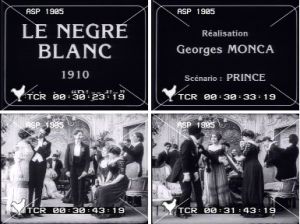 ASP 1905
LE NEGRE
BLANC
1910
TCR 00:30:23:19
ASP 1905
Réalisation
Georges MONCA
Scénario : PRINCE
TCR 00:30:33:19
ASP 1905
TCR 00:30:43:19
ASP 1905
TCR 00:31:43:19